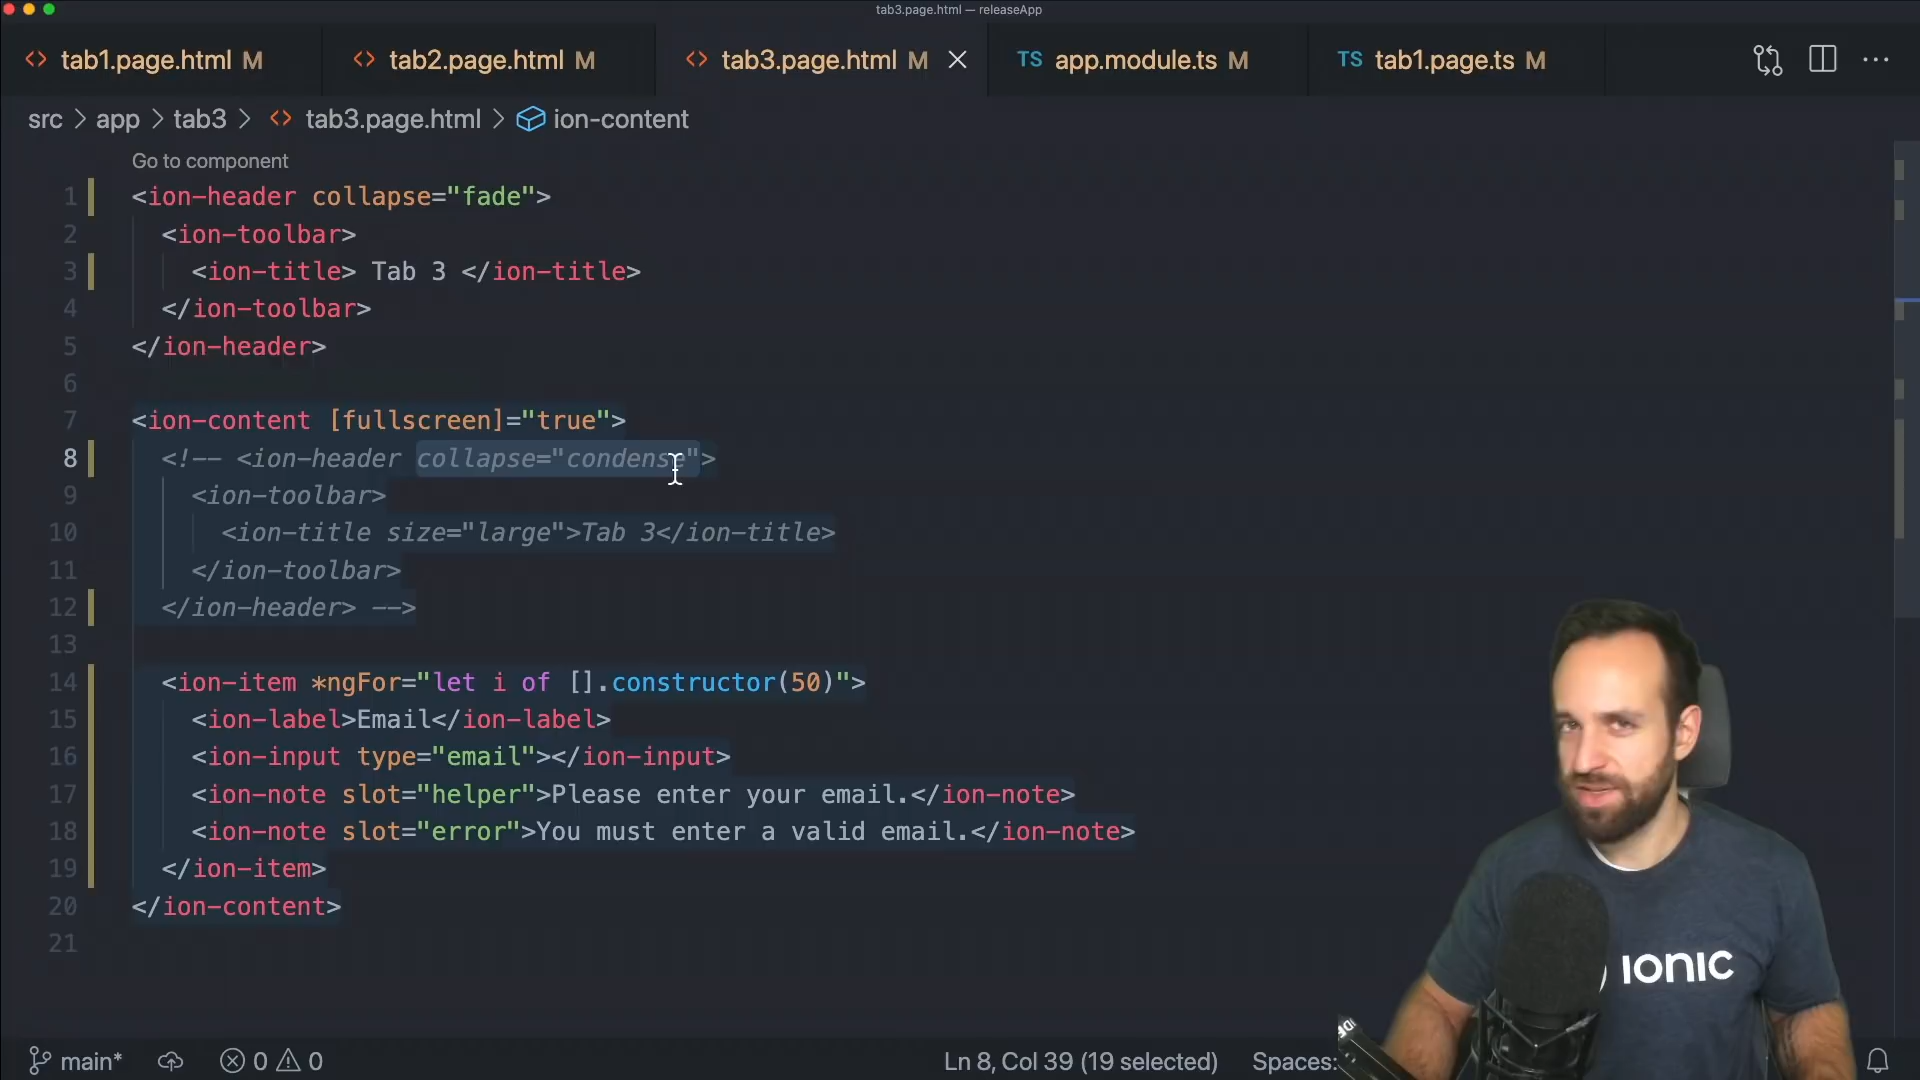 tab3.page.html — releaseApp
<> tab1.page.html M
<> tab2.page.html M
<> tab3.page.html M
TS app.module.ts M
TS tab1.page.ts M
src > app > tab3 > <> tab3.page.html > ion-content
Go to component
1 <ion-header collapse="fade">
2 <ion-toolbar>
3 <ion-title> Tab 3 </ion-title>
4 </ion-toolbar>
5 </ion-header>
6
7 <ion-content [fullscreen]="true">
8 <!-- <ion-header collapse="condense">
9 <ion-toolbar>
10 <ion-title size="large">Tab 3</ion-title>
11 </ion-toolbar>
12 </ion-header> -->
13
14 <ion-item *ngFor="let i of [].constructor(50)">
15 <ion-label>Email</ion-label>
16 <ion-input type="email"></ion-input>
17 <ion-note slot="helper">Please enter your email.</ion-note>
18 <ion-note slot="error">You must enter a valid email.</ion-note>
19 </ion-item>
20 </ion-content>
21
IONIC
main* 0 0 Ln 8, Col 39 (19 selected) Spaces: